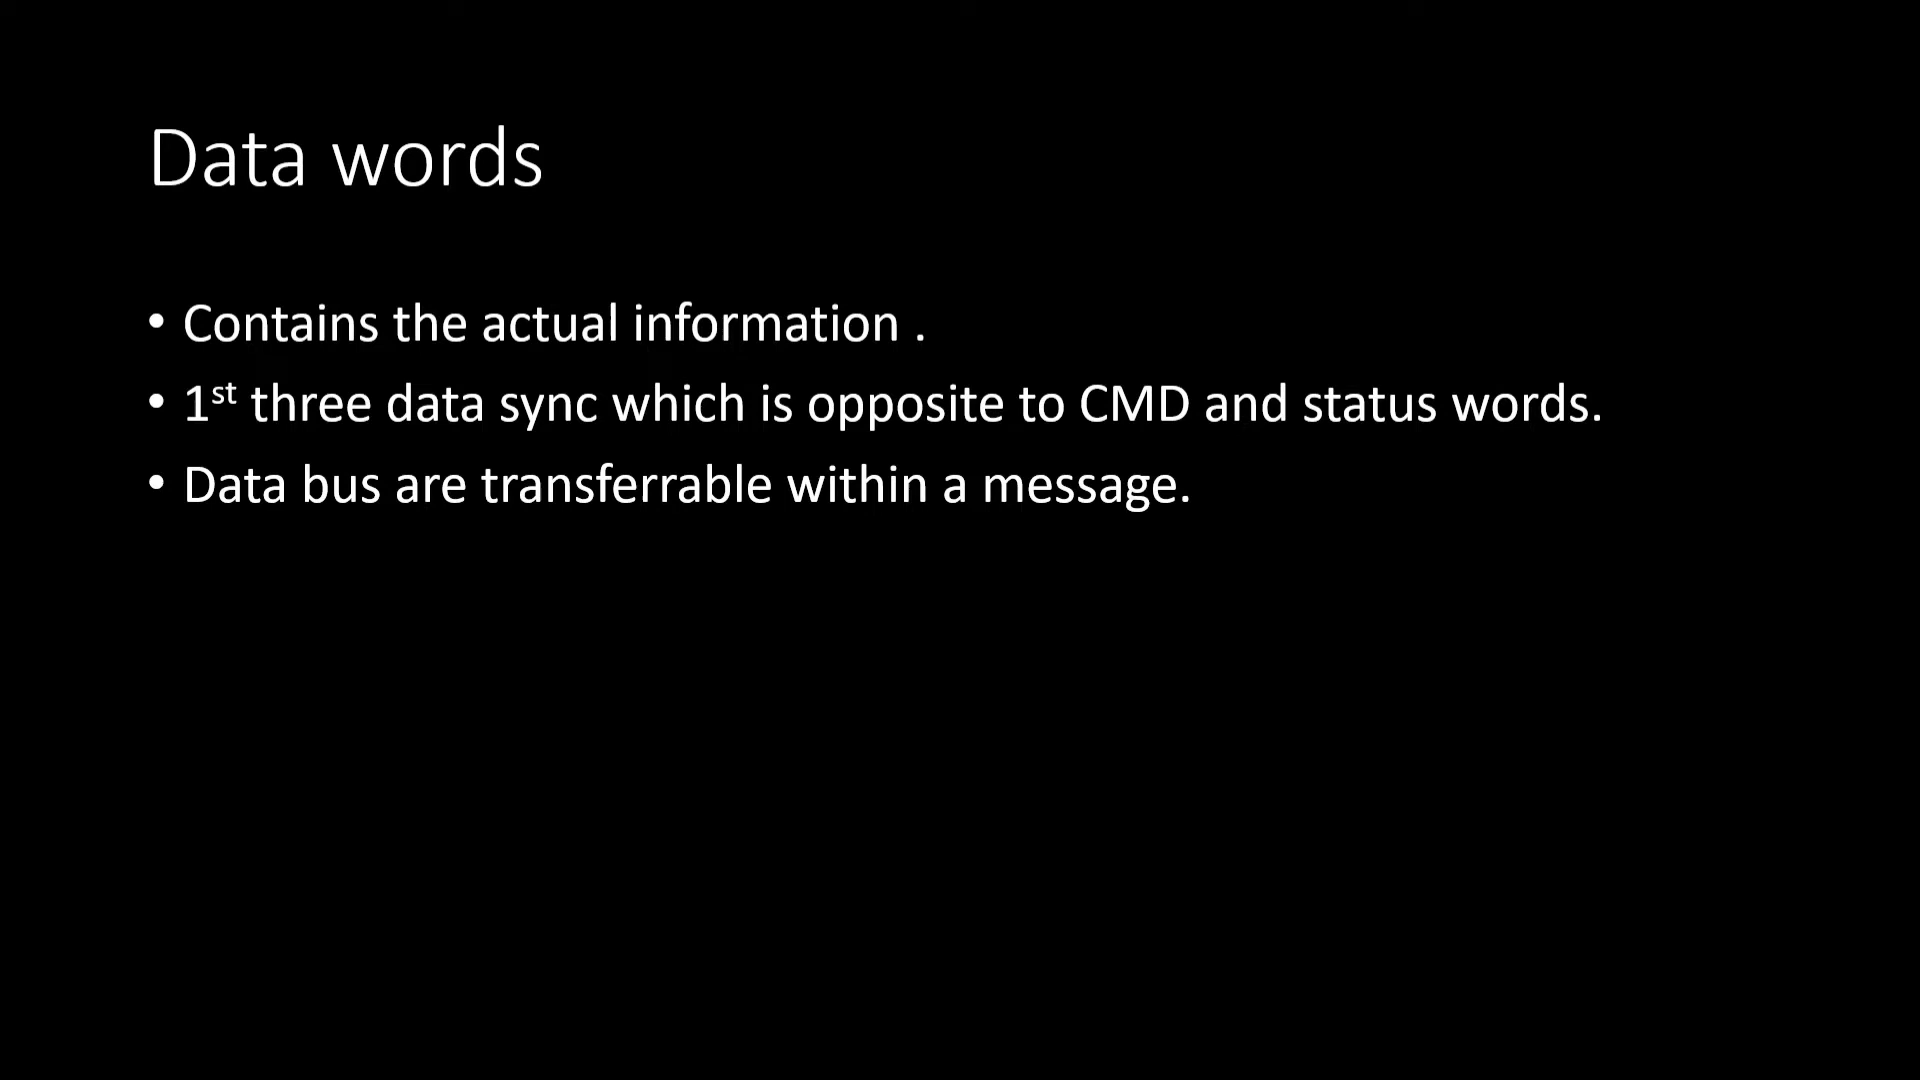 Data words
• Contains the actual information .
• 1st three data sync which is opposite to CMD and status words.
• Data bus are transferrable within a message.